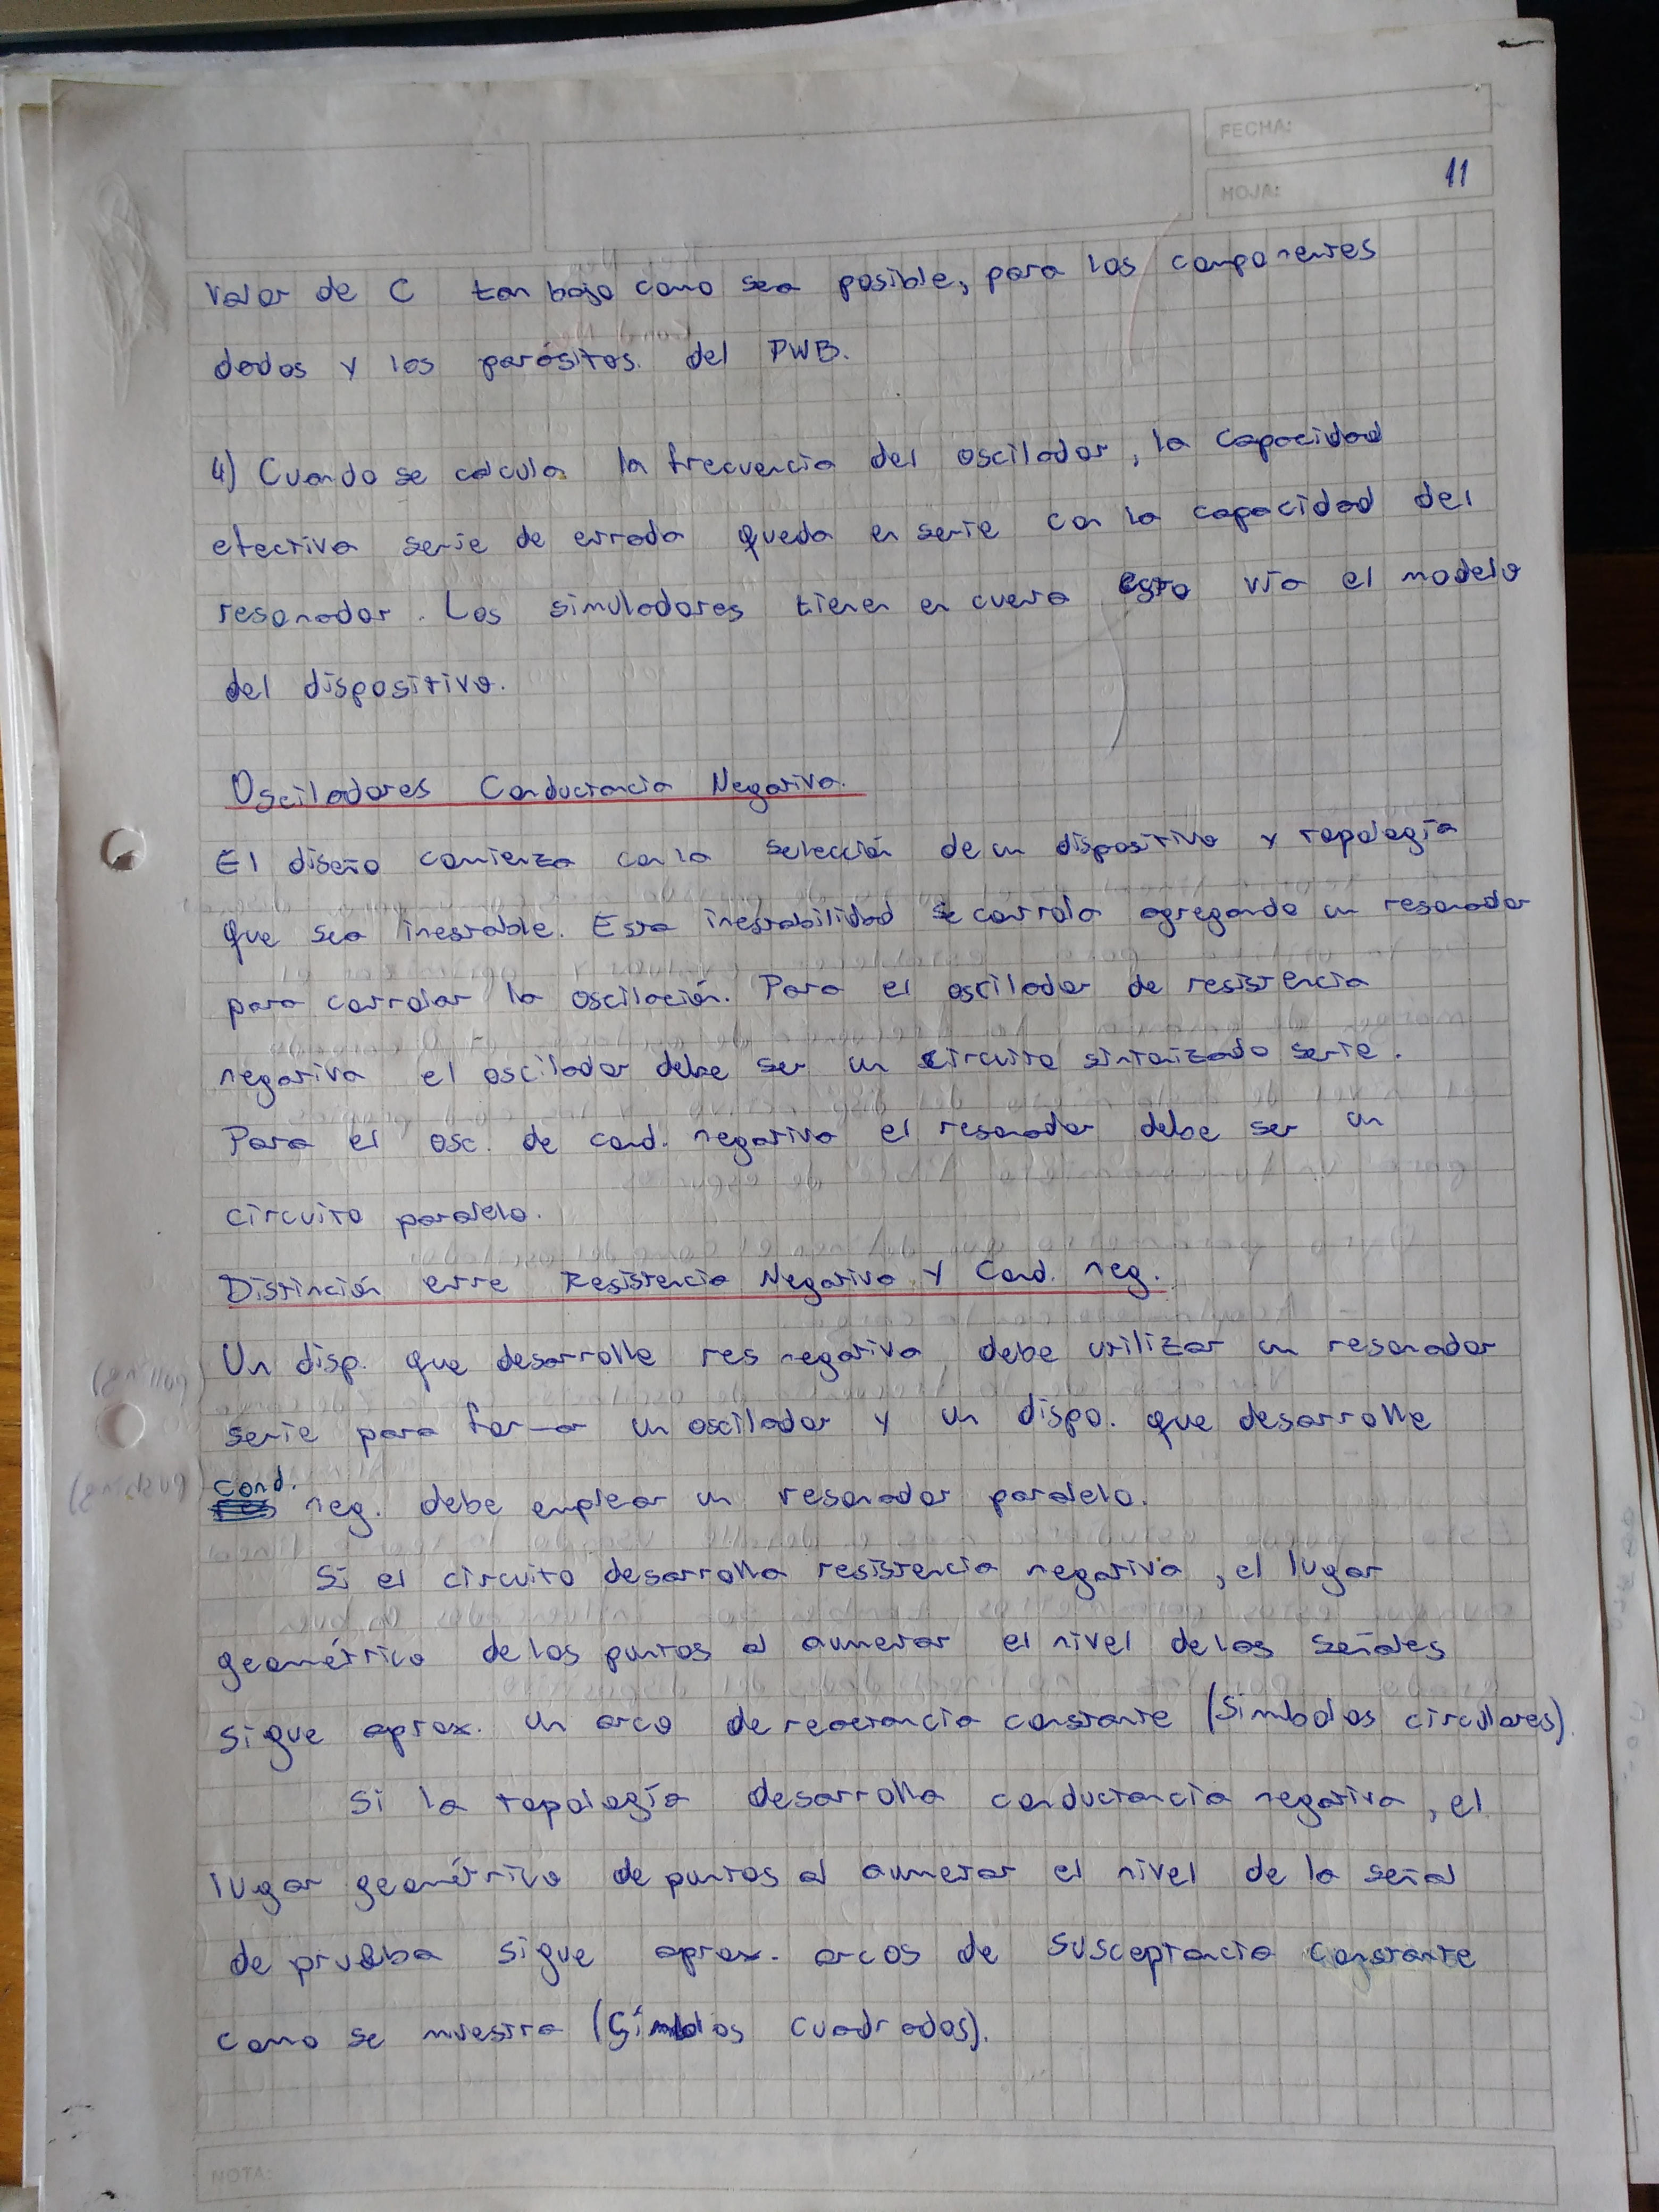 FECHA:
HOJA: 11
Valor de C tan bajo como sea posible, para los componentes
dados y los parásitos del PWB.
4) Cuando se calcula la frecuencia del oscilador, la capacidad
efectiva serie de entrada queda en serie con la capacidad del
resonador. Los simuladores tienen en cuenta esto vía el modelo
del dispositivo.
Osciladores Conductancia Negativa.
El diseño comienza con la selección de un dispositivo y topología
que sea inestable. Esta inestabilidad se controla agregando un resonador
para controlar la oscilación. Para el oscilador de resistencia
negativa el oscilador debe ser un circuito sintonizado serie.
Para el osc. de cond. negativa el resonador debe ser un
circuito paralelo.
Distinción entre Resistencia Negativa y Cond. neg.
Un disp. que desarrolle res negativa debe utilizar un resonador
serie para formar un oscilador y un dispo. que desarrolle
cond. neg. debe emplear un resonador paralelo.
Si el circuito desarrolla resistencia negativa, el lugar
geométrico de los puntos al aumentar el nivel de las señales
sigue aprox. un arco de reactancia constante (Símbolos circulares)
Si la topología desarrolla conductancia negativa, el
lugar geométrico de puntos al aumentar el nivel de la señal
de prueba sigue aprox. arcos de susceptancia constante
como se muestra (Símbolos cuadrados).
NOTA: